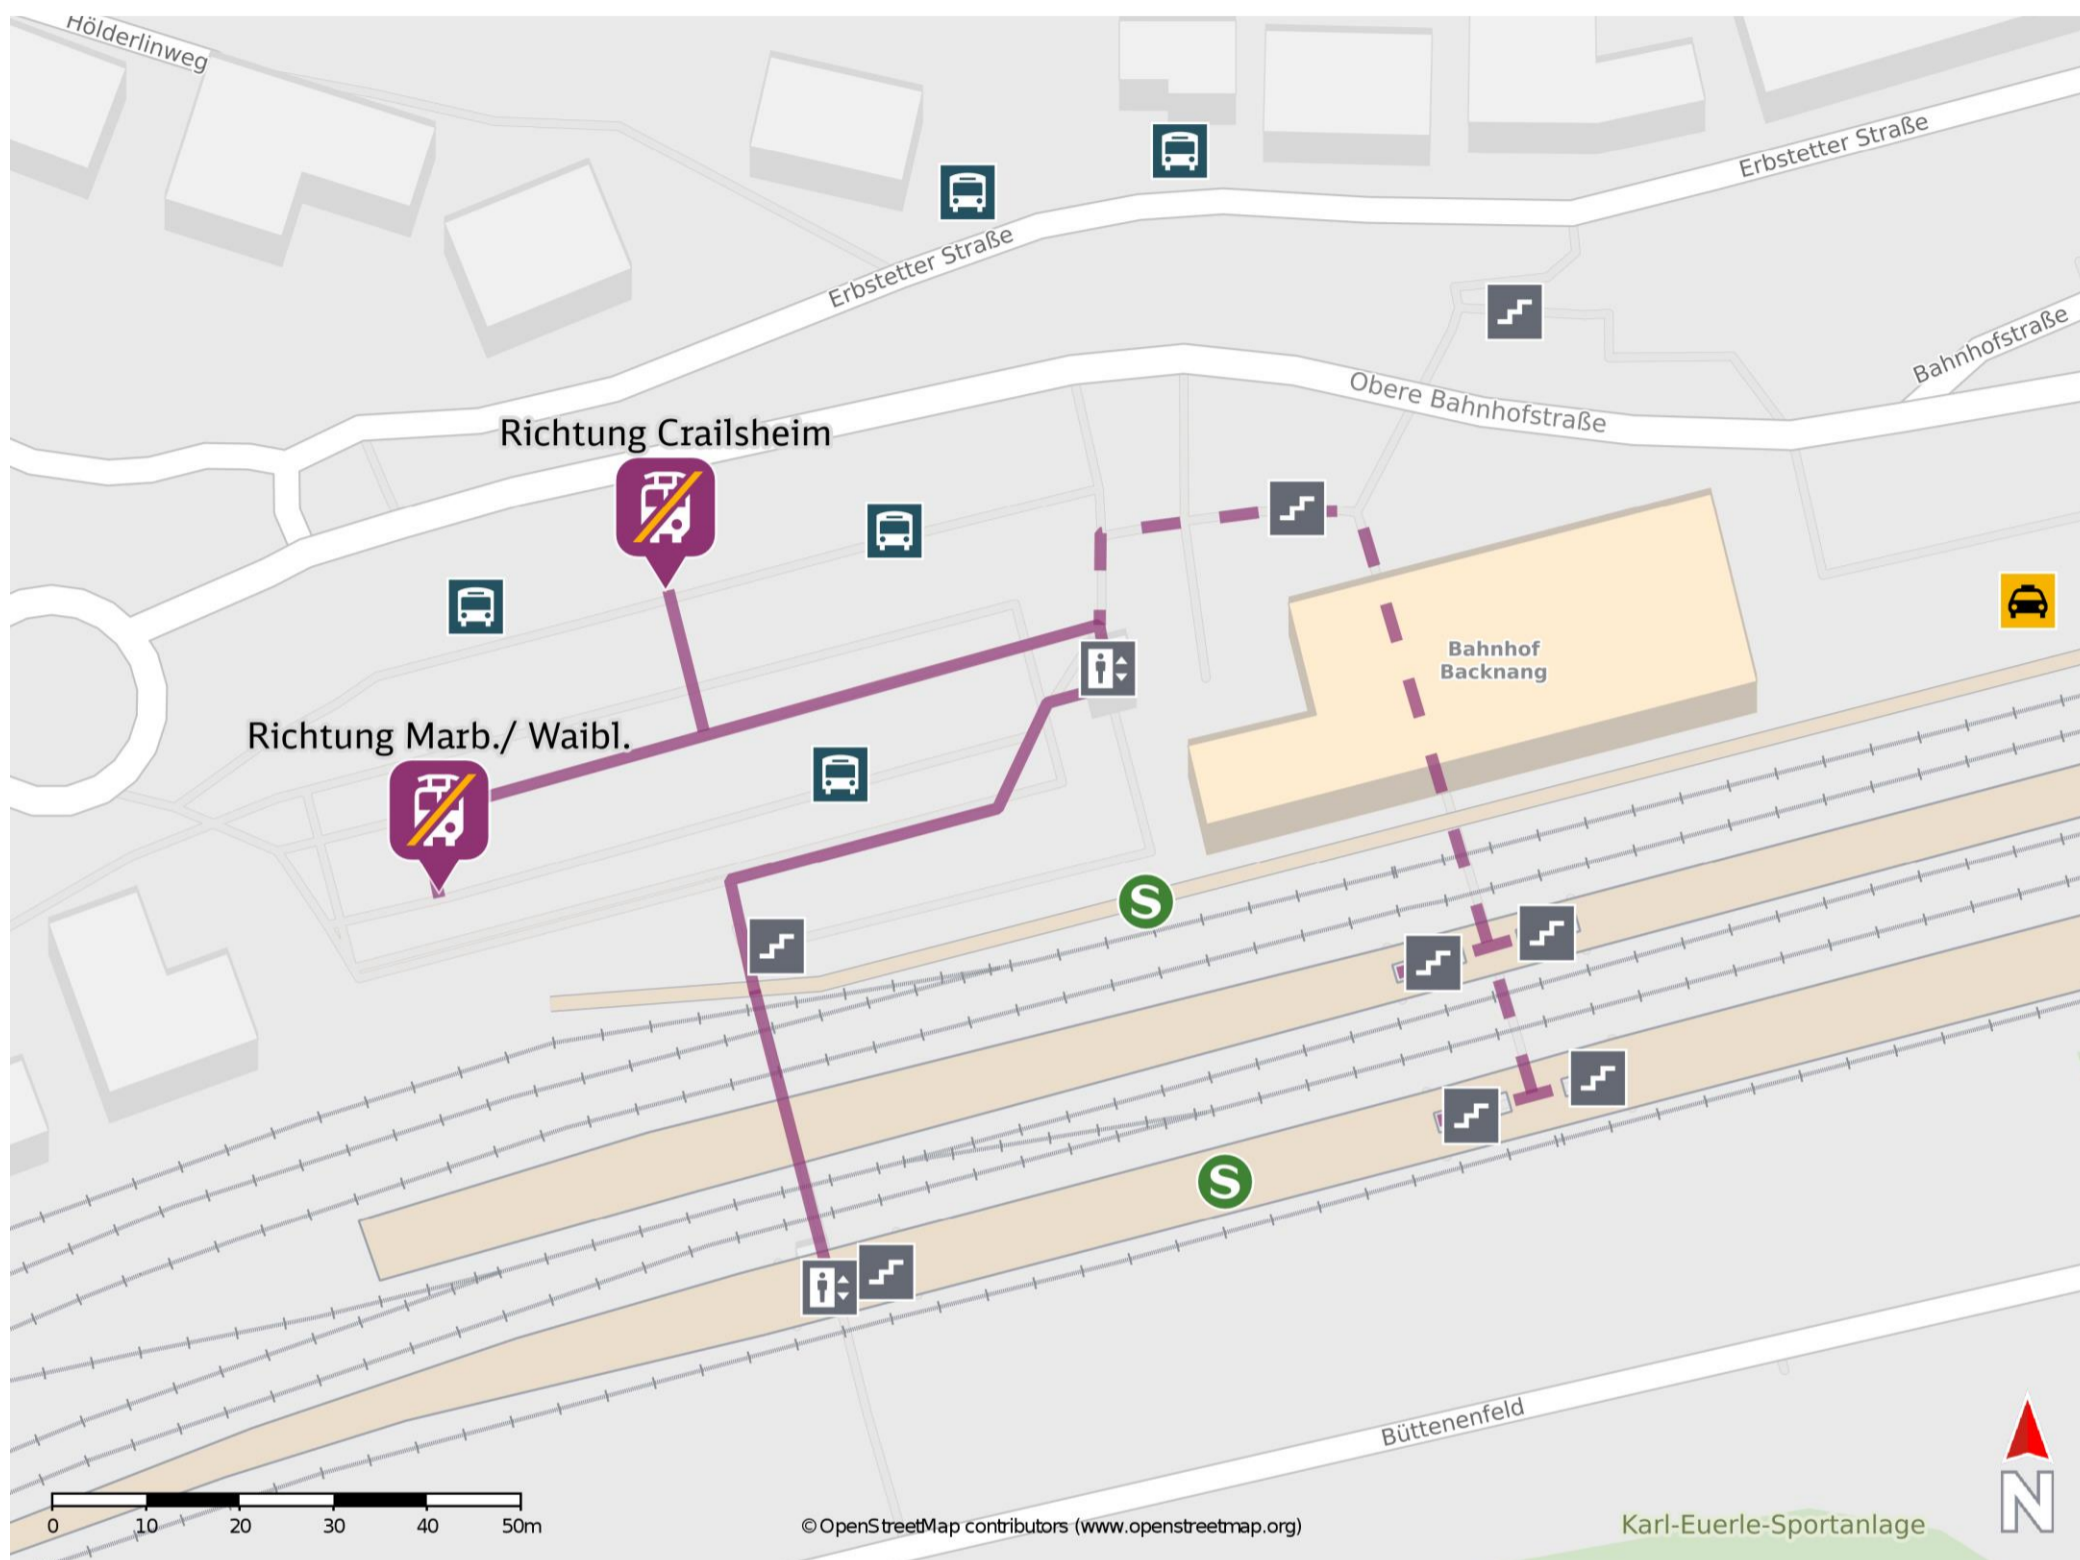 Hölderlinweg
Erbstetter Straße
Erbstetter Straße
Bahnhofstraße
Obere Bahnhofstraße
Richtung Crailsheim
Bahnhof
Backnang
Richtung Marb./ Waibl.
S
S
Büttenenfeld
N
0 10 20 30 40 50m
© OpenStreetMap contributors (www.openstreetmap.org)
Karl-Euerle-Sportanlage